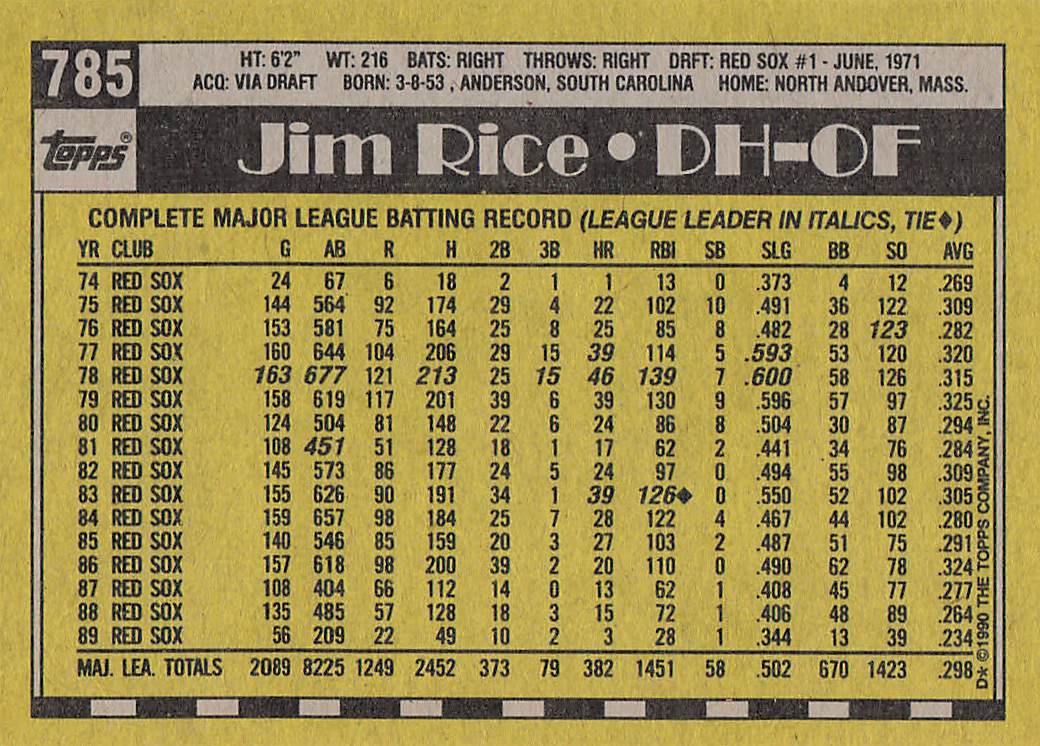 785
HT: 6'2" WT: 216 BATS: RIGHT THROWS: RIGHT DRFT: RED SOX #1 - JUNE, 1971
ACQ: VIA DRAFT BORN: 3-8-53 , ANDERSON, SOUTH CAROLINA HOME: NORTH ANDOVER, MASS.
Topps®
Jim Rice • DH-OF
COMPLETE MAJOR LEAGUE BATTING RECORD (LEAGUE LEADER IN ITALICS, TIE♦)
YR CLUB G AB R H 2B 3B HR RBI SB SLG BB SO AVG
74 RED SOX 24 67 6 18 2 1 1 13 0 .373 4 12 .269
75 RED SOX 144 564 92 174 29 4 22 102 10 .491 36 122 .309
76 RED SOX 153 581 75 164 25 8 25 85 8 .482 28 123 .282
77 RED SOX 160 644 104 206 29 15 39 114 5 .593 53 120 .320
78 RED SOX 163 677 121 213 25 15 46 139 7 .600 58 126 .315
79 RED SOX 158 619 117 201 39 6 39 130 9 .596 57 97 .325
80 RED SOX 124 504 81 148 22 6 24 86 8 .504 30 87 .294
81 RED SOX 108 451 51 128 18 1 17 62 2 .441 34 76 .284
82 RED SOX 145 573 86 177 24 5 24 97 0 .494 55 98 .309
83 RED SOX 155 626 90 191 34 1 39 126♦ 0 .550 52 102 .305
84 RED SOX 159 657 98 184 25 7 28 122 4 .467 44 102 .280
85 RED SOX 140 546 85 159 20 3 27 103 2 .487 51 75 .291
86 RED SOX 157 618 98 200 39 2 20 110 0 .490 62 78 .324
87 RED SOX 108 404 66 112 14 0 13 62 1 .408 45 77 .277
88 RED SOX 135 485 57 128 18 3 15 72 1 .406 48 89 .264
89 RED SOX 56 209 22 49 10 2 3 28 1 .344 13 39 .234
MAJ. LEA. TOTALS 2089 8225 1249 2452 373 79 382 1451 58 .502 670 1423 .298
D* ©1990 THE TOPPS COMPANY, INC.